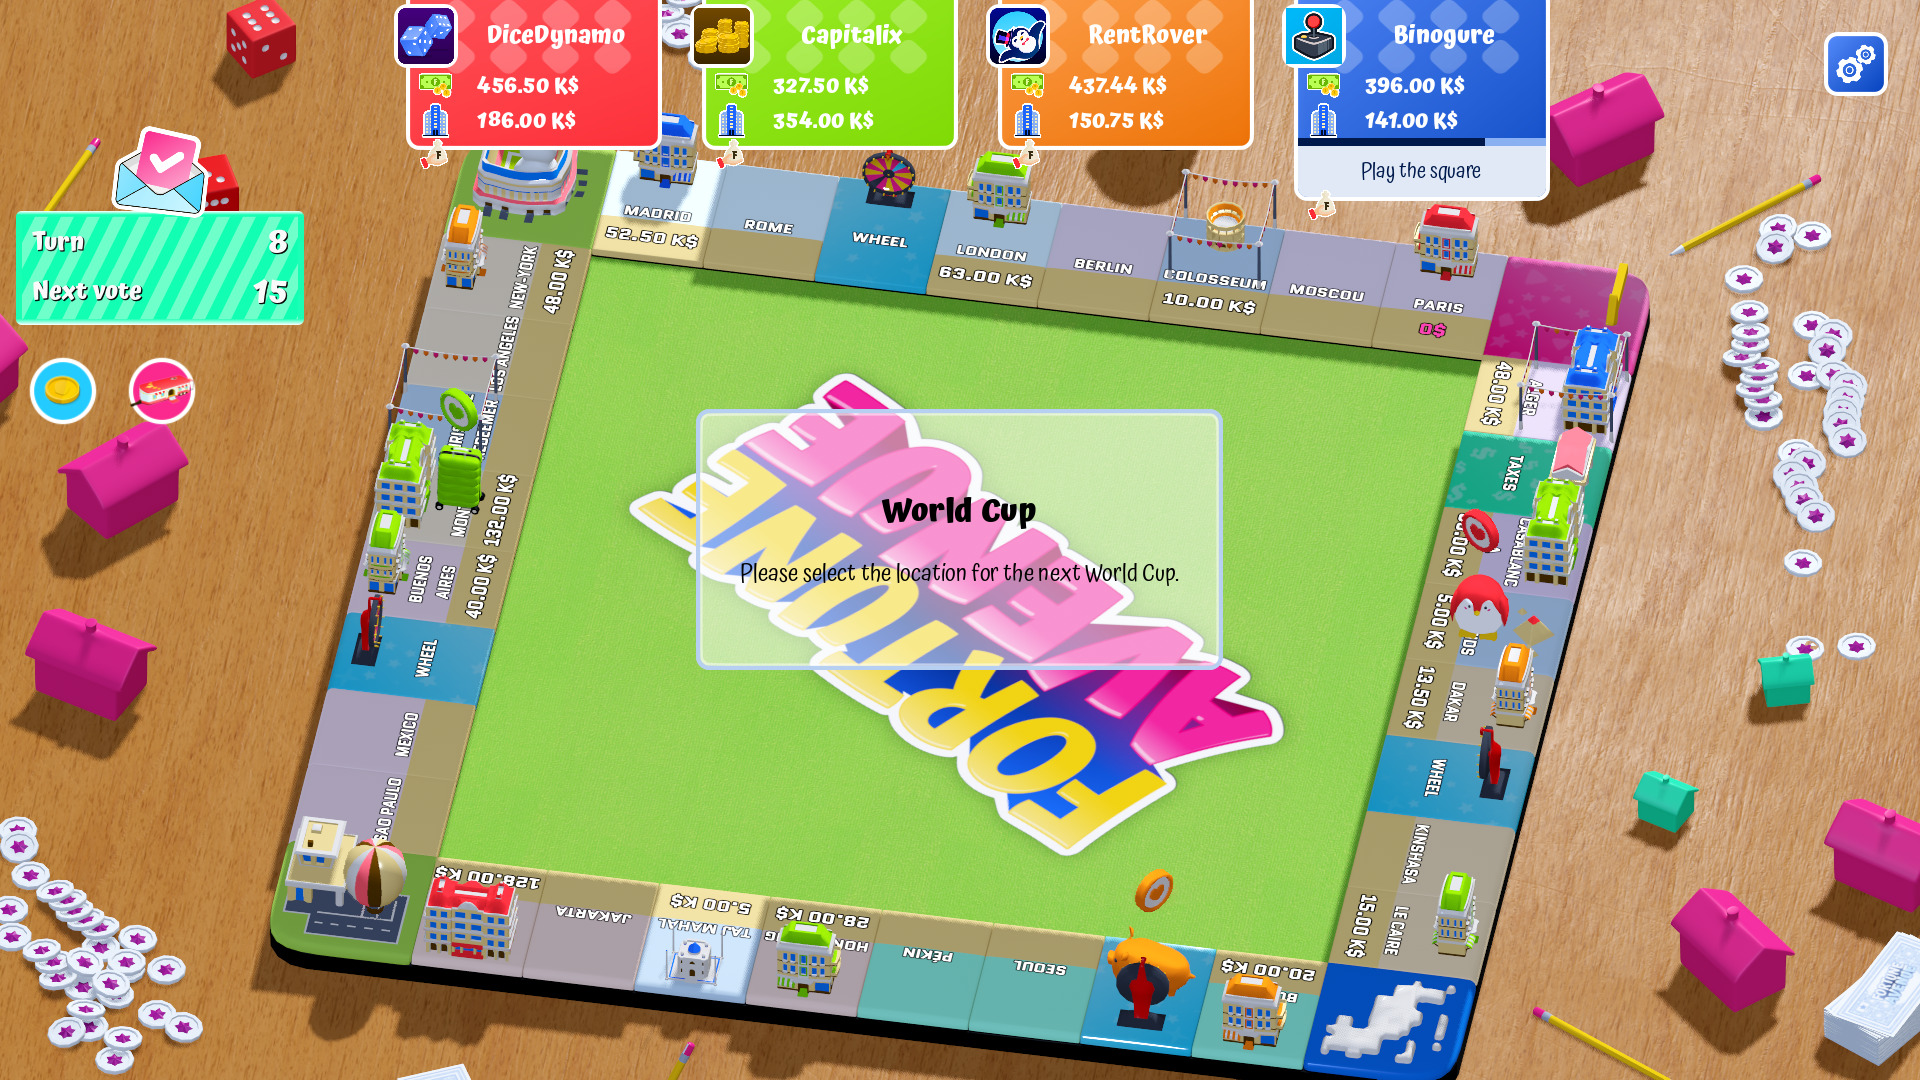 DiceDynamo
456.50 K$
186.00 K$
Capitalix
327.50 K$
354.00 K$
RentRover
437.44 K$
150.75 K$
Binogure
396.00 K$
141.00 K$
Play the square
Turn 8
Next vote 15
MADRID
52.50 K$
ROME
WHEEL
LONDON
63.00 K$
BERLIN
COLOSSEUM
10.00 K$
MOSCOU
PARIS
0$
48.00 K$
TAXES
5.00 K$
DAKAR
13.50 K$
WHEEL
KINSHASA
LE CAIRE
15.00 K$
20.00 K$
SEOUL
PÉKIN
28.00 K$
TAJ MAHAL
5.00 K$
JAKARTA
128.00 K$
SAO PAULO
MEXICO
WHEEL
BUENOS
AIRES
40.00 K$
132.00 K$
LOS ANGELES
NEW-YORK
48.00 K$
World Cup
Please select the location for the next World Cup.
FORTUNE
AVENUE